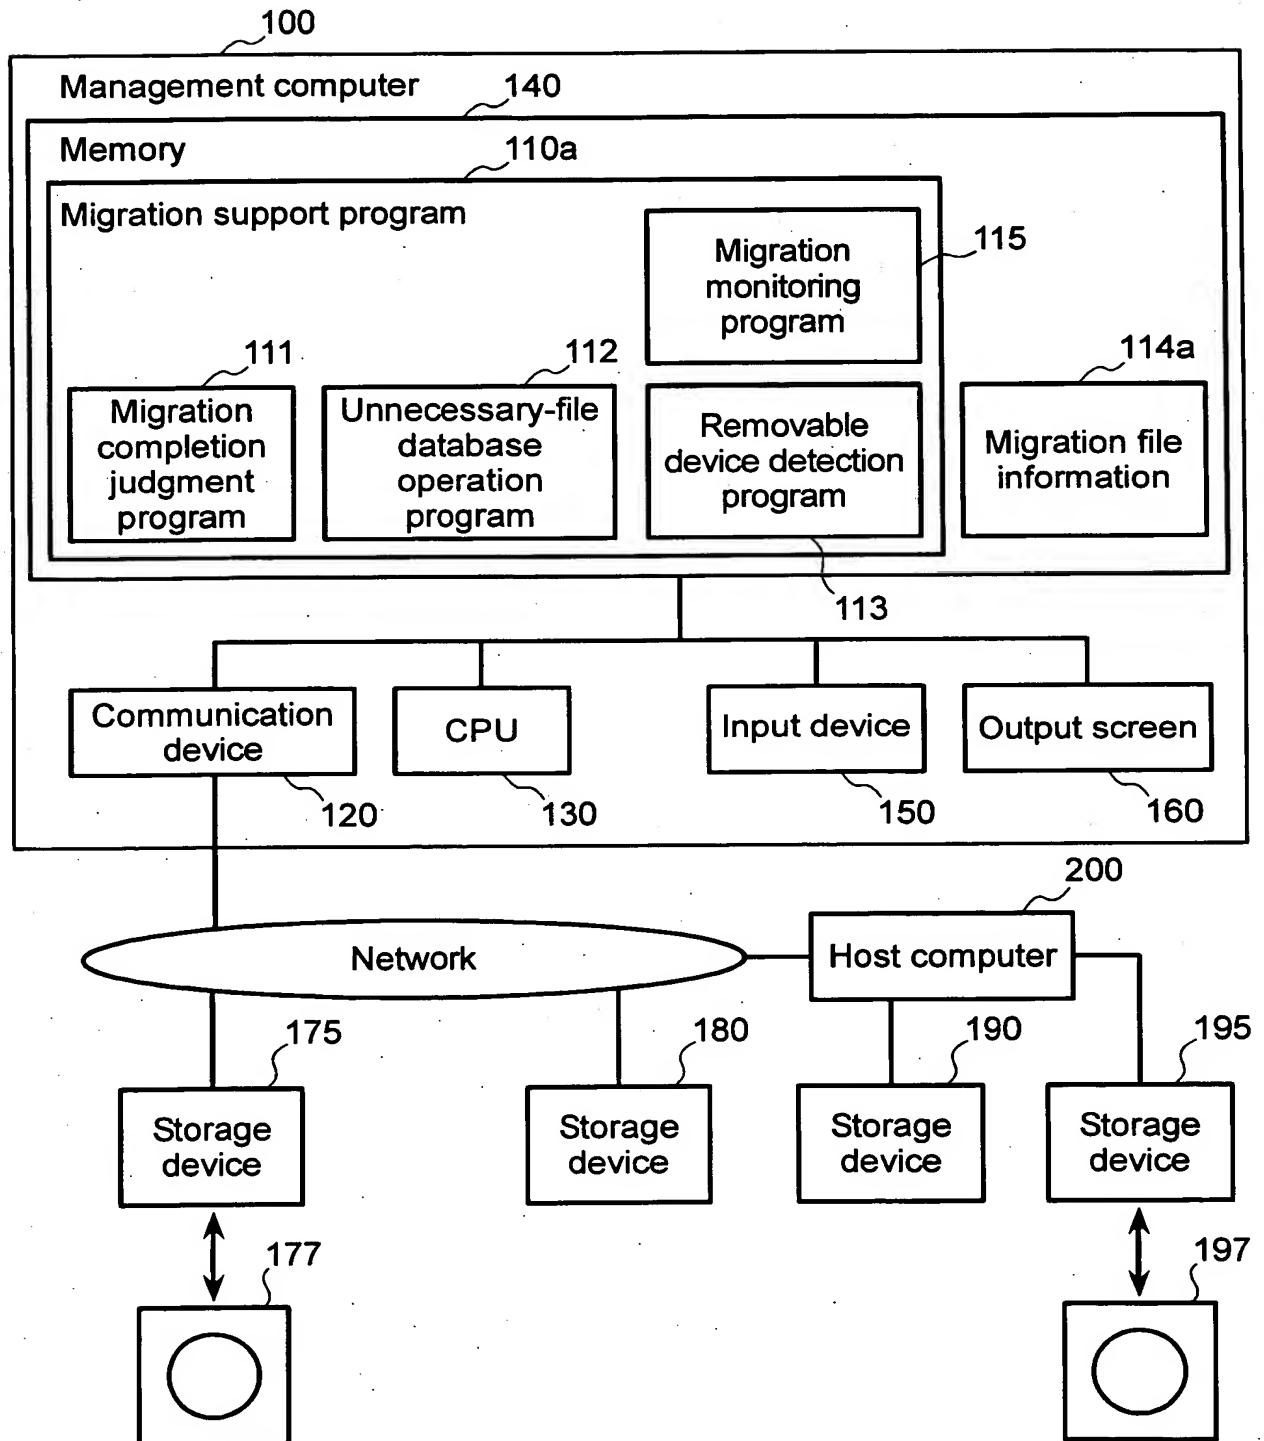 100
Management computer
140
Memory
110a
Migration support program
Migration
monitoring
program
115
111
Migration
completion
judgment
program
112
Unnecessary-file
database
operation
program
Removable
device detection
program
113
114a
Migration file
information
Communication
device
120
CPU
130
Input device
150
Output screen
160
Network
200
Host computer
175
Storage
device
180
Storage
device
190
Storage
device
195
Storage
device
177
197